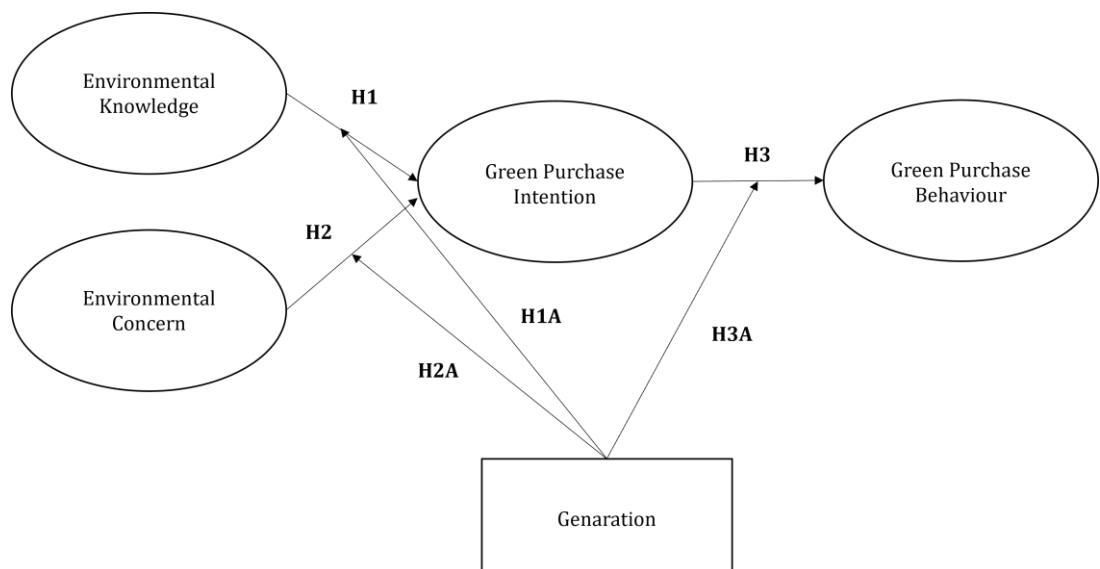 Environmental
Knowledge
H1
Green Purchase
Intention
H3
Green Purchase
Behaviour
H2
Environmental
Concern
H1A
H2A
H3A
Genaration